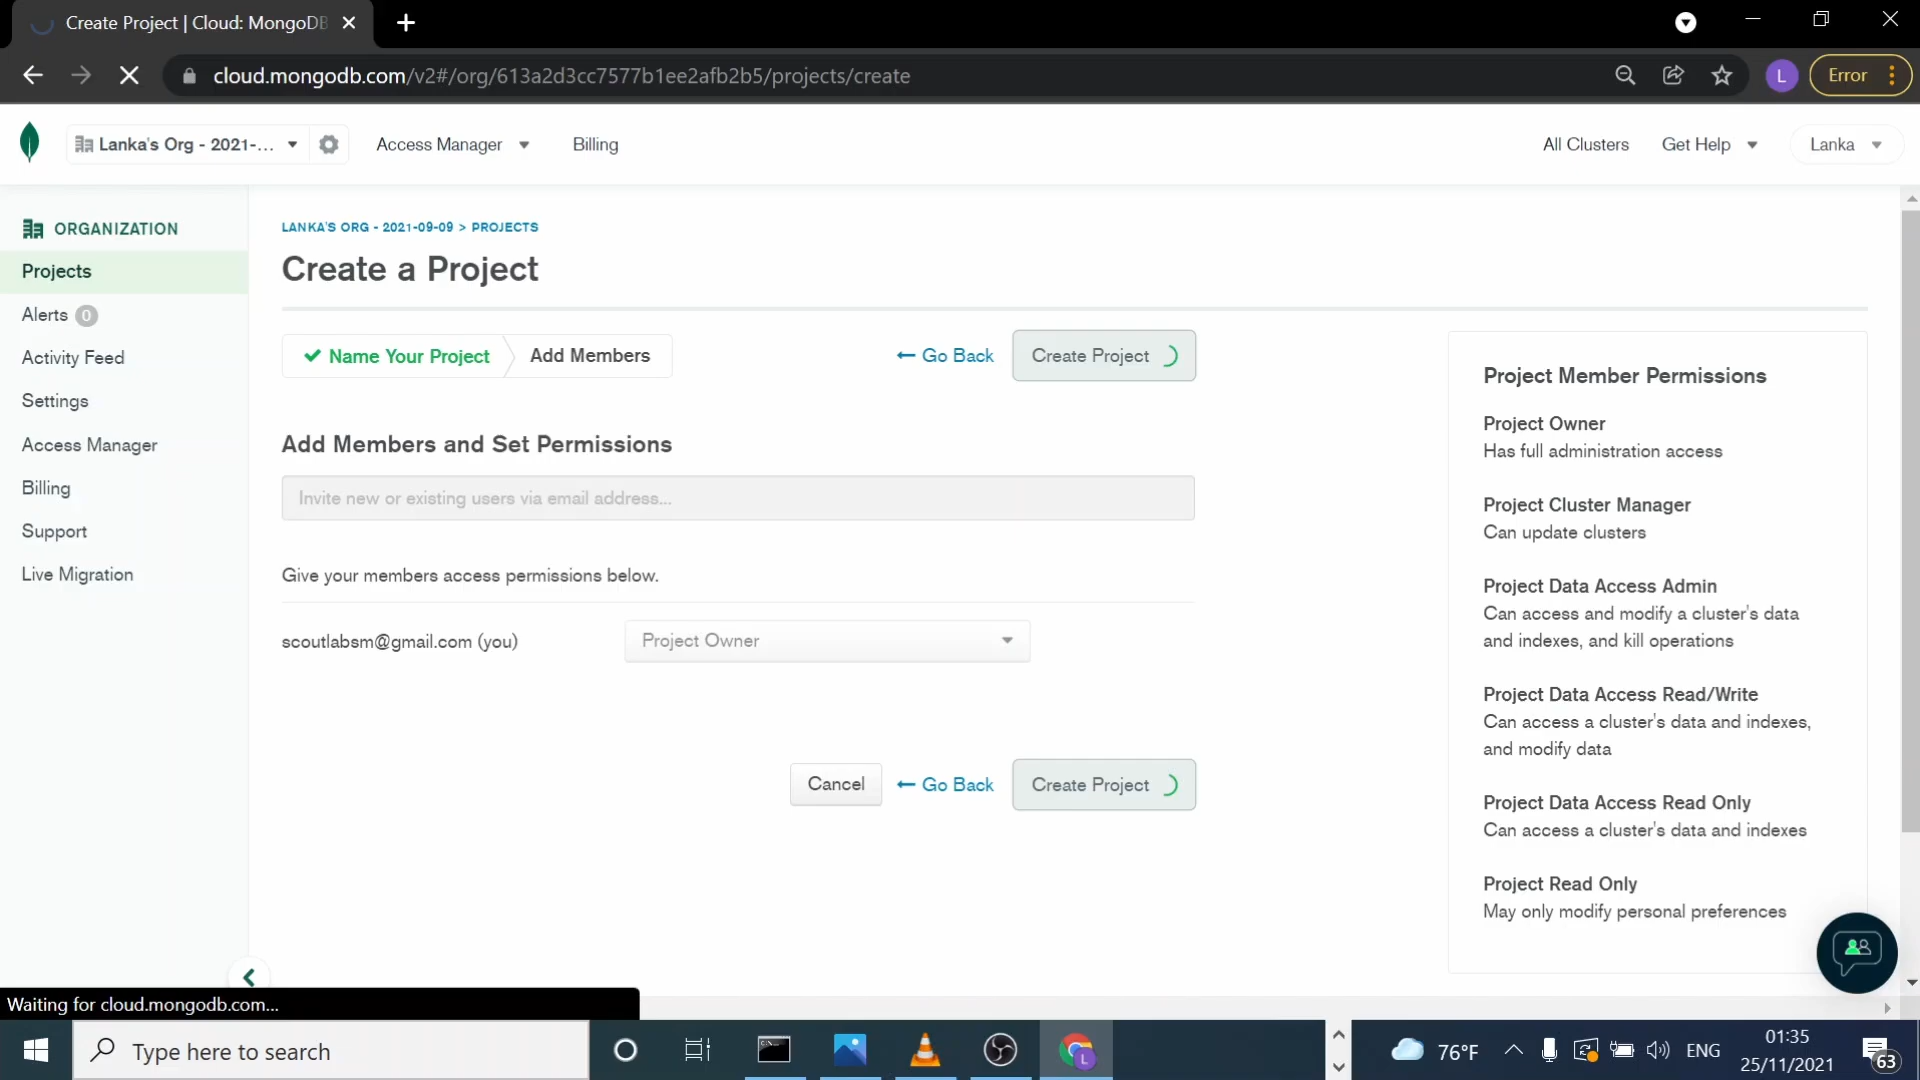 Create Project | Cloud: MongoDB
cloud.mongodb.com/v2#/org/613a2d3cc7577b1ee2afb2b5/projects/create
L
Error
Lanka's Org - 2021-...
Access Manager
Billing
All Clusters
Get Help
Lanka
ORGANIZATION
Projects
Alerts 0
Activity Feed
Settings
Access Manager
Billing
Support
Live Migration
LANKA'S ORG - 2021-09-09 > PROJECTS
Create a Project
Name Your Project
Add Members
Go Back
Create Project
Add Members and Set Permissions
Invite new or existing users via email address...
Give your members access permissions below.
scoutlabsm@gmail.com (you)
Project Owner
Cancel
Go Back
Create Project
Project Member Permissions
Project Owner
Has full administration access
Project Cluster Manager
Can update clusters
Project Data Access Admin
Can access and modify a cluster's data
and indexes, and kill operations
Project Data Access Read/Write
Can access a cluster's data and indexes,
and modify data
Project Data Access Read Only
Can access a cluster's data and indexes
Project Read Only
May only modify personal preferences
Waiting for cloud.mongodb.com...
Type here to search
L
76°F
ENG
01:35
25/11/2021
63